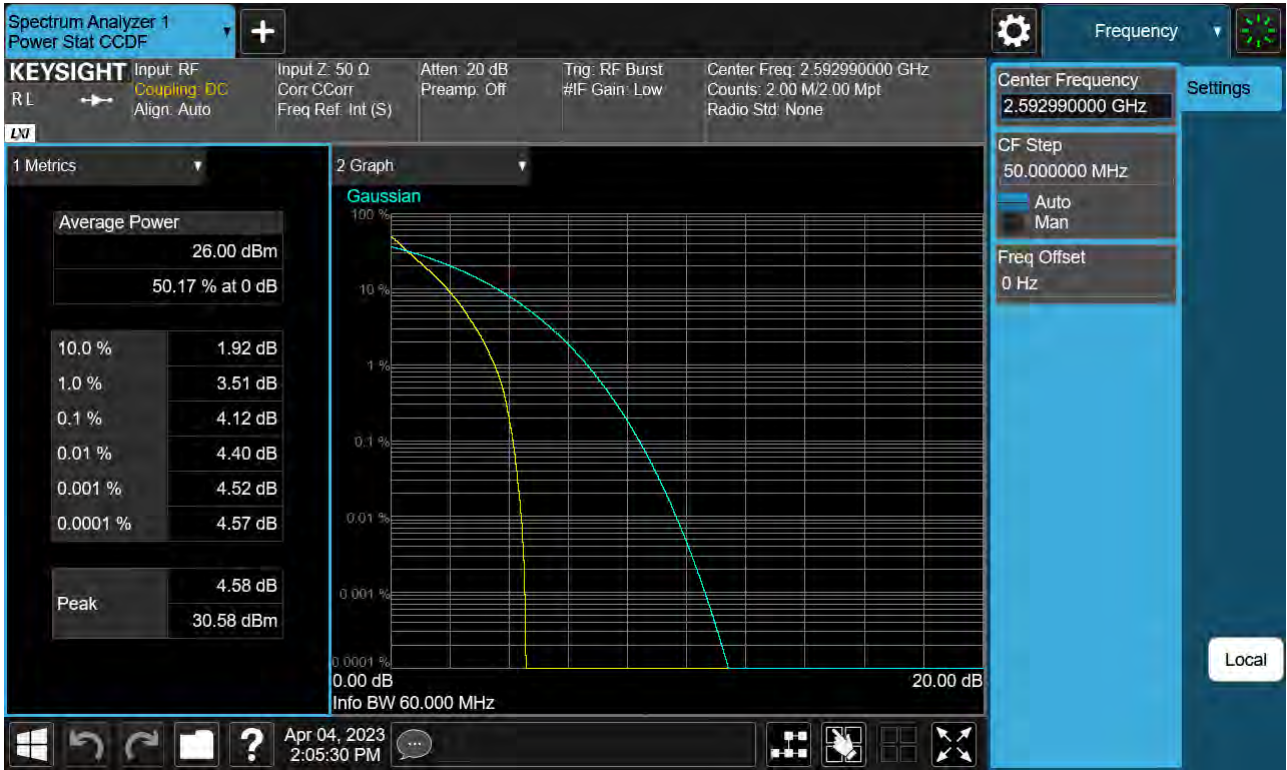 Spectrum Analyzer 1
Power Stat CCDF
Frequency
KEYSIGHT
R L
LXI
Input: RF
Coupling: DC
Align: Auto
Input Z: 50 Ω
Corr CCorr
Freq Ref: Int (S)
Atten: 20 dB
Preamp: Off
Trig: RF Burst
#IF Gain: Low
Center Freq: 2.592990000 GHz
Counts: 2.00 M/2.00 Mpt
Radio Std: None
Center Frequency
2.592990000 GHz
Settings
CF Step
50.000000 MHz
Auto
Man
Freq Offset
0 Hz
Local
1 Metrics
Average Power
26.00 dBm
50.17 % at 0 dB
10.0 % 1.92 dB
1.0 % 3.51 dB
0.1 % 4.12 dB
0.01 % 4.40 dB
0.001 % 4.52 dB
0.0001 % 4.57 dB
Peak
4.58 dB
30.58 dBm
2 Graph
Gaussian
100 %
10 %
1 %
0.1 %
0.01 %
0.001 %
0.0001 %
0.00 dB 20.00 dB
Info BW 60.000 MHz
Apr 04, 2023
2:05:30 PM